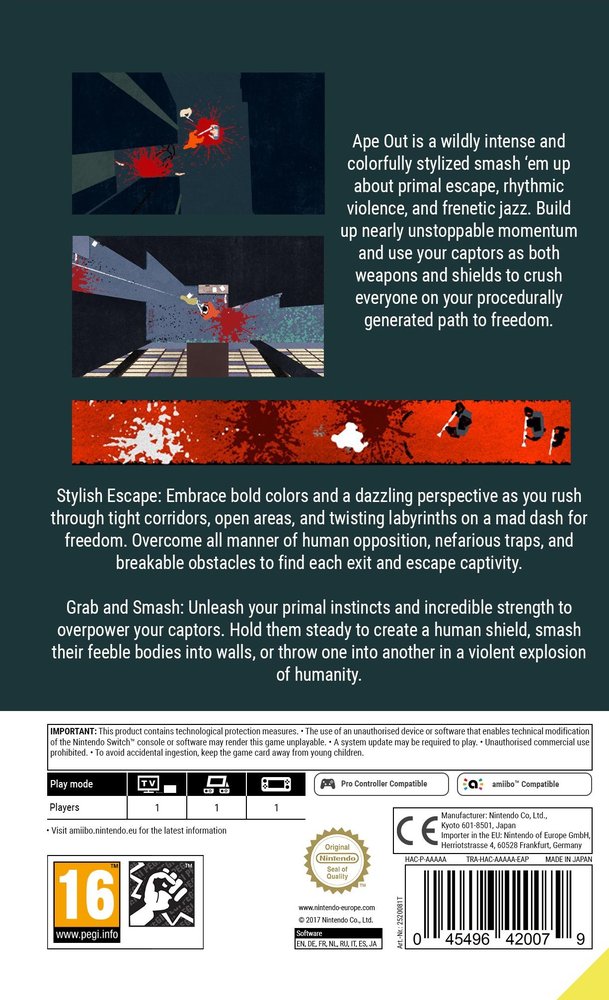 Ape Out is a wildly intense and
colorfully stylized smash ‘em up
about primal escape, rhythmic
violence, and frenetic jazz. Build
up nearly unstoppable momentum
and use your captors as both
weapons and shields to crush
everyone on your procedurally
generated path to freedom.
Stylish Escape: Embrace bold colors and a dazzling perspective as you rush
through tight corridors, open areas, and twisting labyrinths on a mad dash for
freedom. Overcome all manner of human opposition, nefarious traps, and
breakable obstacles to find each exit and escape captivity.
Grab and Smash: Unleash your primal instincts and incredible strength to
overpower your captors. Hold them steady to create a human shield, smash
their feeble bodies into walls, or throw one into another in a violent explosion
of humanity.
IMPORTANT: This product contains technological protection measures. • The use of an unauthorised device or software that enables technical modification
of the Nintendo Switch™ console or software may render this game unplayable. • A system update may be required to play. • Unauthorised commercial use
prohibited. • To avoid accidental ingestion, keep the game card away from young children.
Play mode TV
Players 1 1 1
Pro Controller Compatible
amiibo™ Compatible
• Visit amiibo.nintendo.eu for the latest information
Manufacturer: Nintendo Co, Ltd.,
Kyoto 601-8501, Japan
Importer in the EU: Nintendo of Europe GmbH,
Herriotstrasse 4, 60528 Frankfurt, Germany
CE
HAC-P-AAAAA TRA-HAC-AAAAA-EAP MADE IN JAPAN
Original
Nintendo
Seal of
Quality
TM
16
TM
www.pegi.info
TM
www.nintendo-europe.com
© 2017 Nintendo Co., Ltd.
Software
EN, DE, FR, NL, RU, IT, ES, JA
Art.-Nr.: 2520081T
0 45496 42007 9